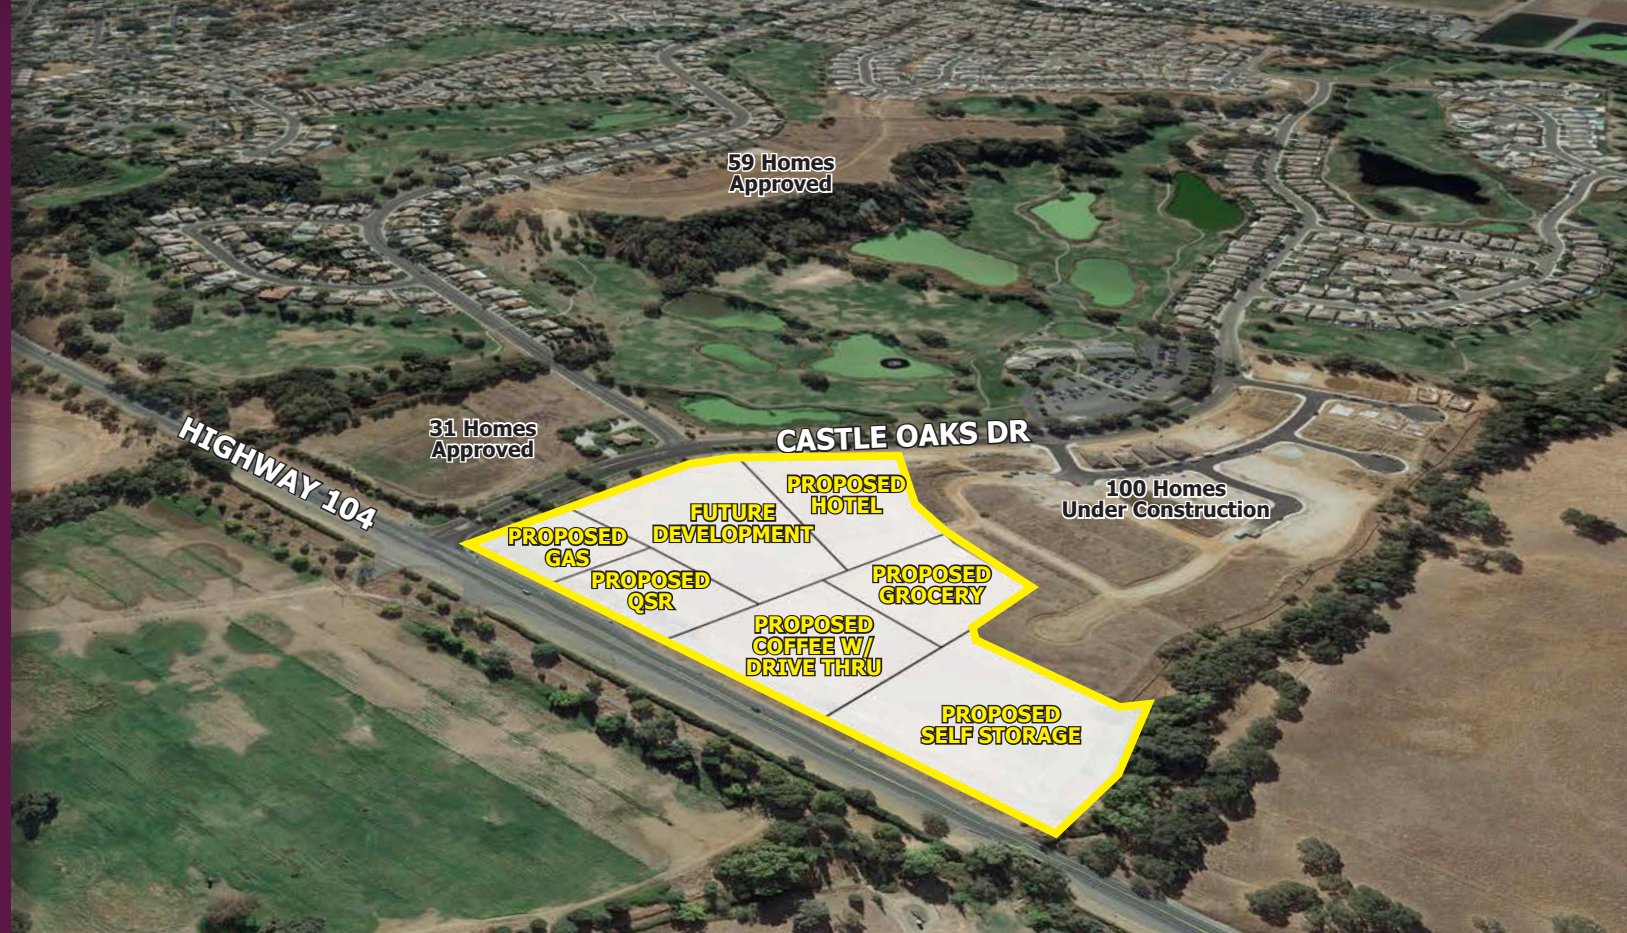 59 Homes
Approved
31 Homes
Approved
HIGHWAY 104
CASTLE OAKS DR
PROPOSED
HOTEL
FUTURE
DEVELOPMENT
PROPOSED
GAS
PROPOSED
QSR
PROPOSED
GROCERY
PROPOSED
COFFEE W/
DRIVE THRU
PROPOSED
SELF STORAGE
100 Homes
Under Construction